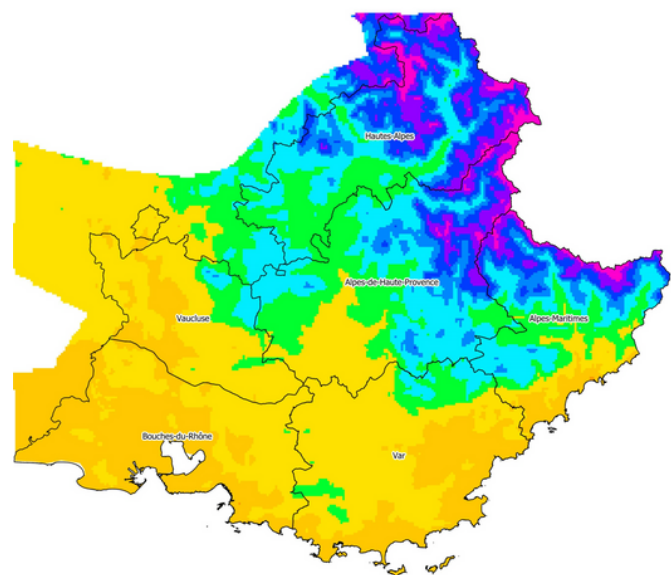 Hautes-Alpes
Alpes-de-Haute-Provence
Vaucluse
Alpes-Maritimes
Bouches-du-Rhône
Var